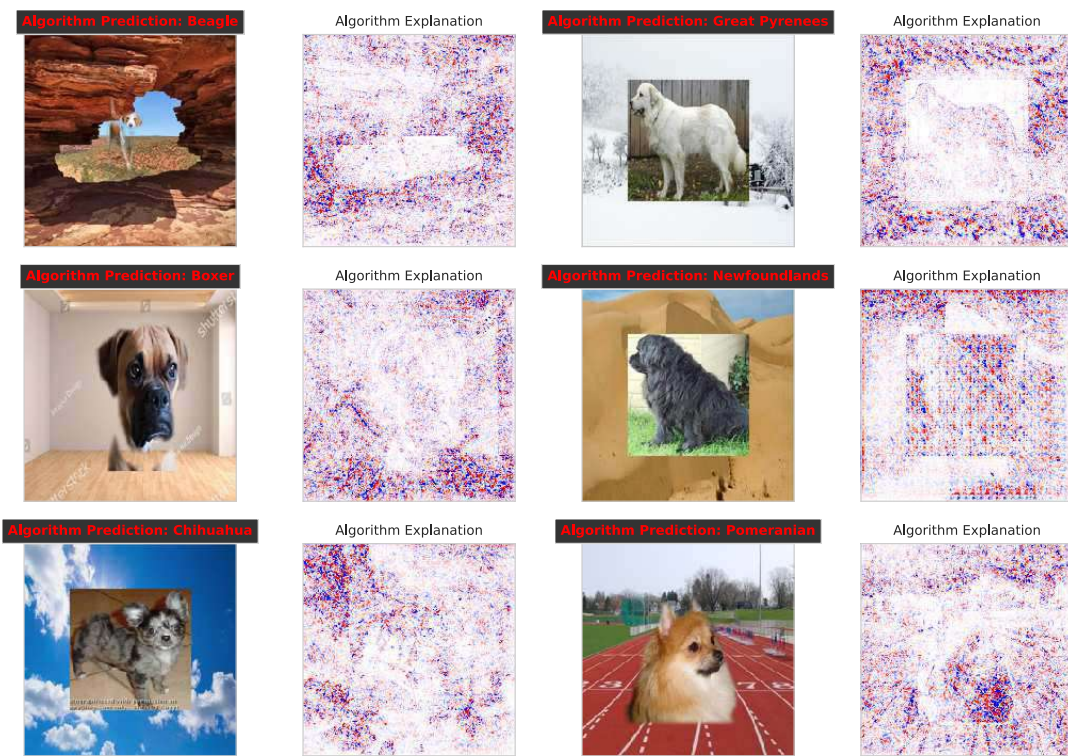 Algorithm Prediction: Beagle
Algorithm Explanation
Algorithm Prediction: Great Pyrenees
Algorithm Explanation
Algorithm Prediction: Boxer
Algorithm Explanation
Algorithm Prediction: Newfoundlands
Algorithm Explanation
Algorithm Prediction: Chihuahua
Algorithm Explanation
Algorithm Prediction: Pomeranian
Algorithm Explanation